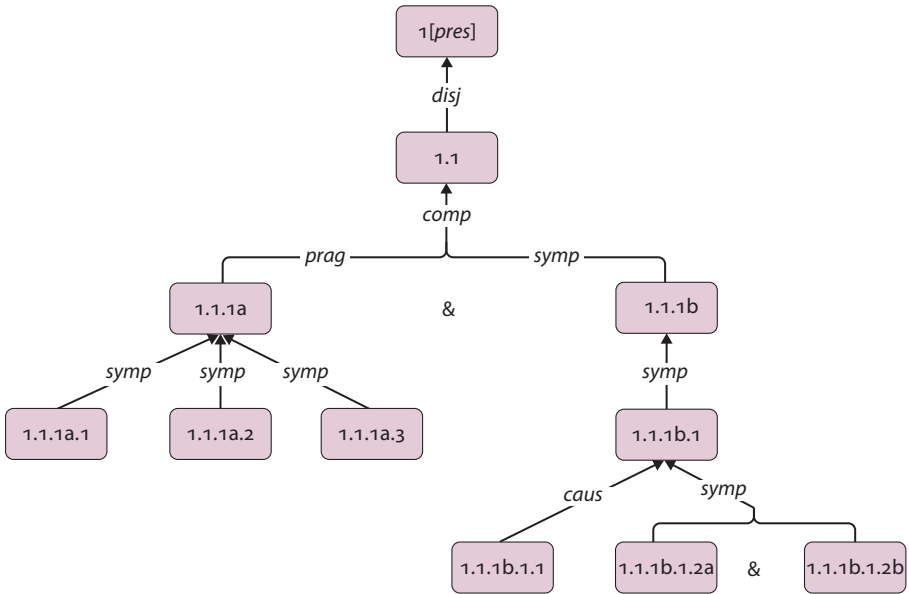 1[pres]
disj
1.1
comp
prag
symp
1.1.1a
&
1.1.1b
symp
symp
symp
symp
1.1.1a.1
1.1.1a.2
1.1.1a.3
1.1.1b.1
caus
symp
1.1.1b.1.1
1.1.1b.1.2a
&
1.1.1b.1.2b